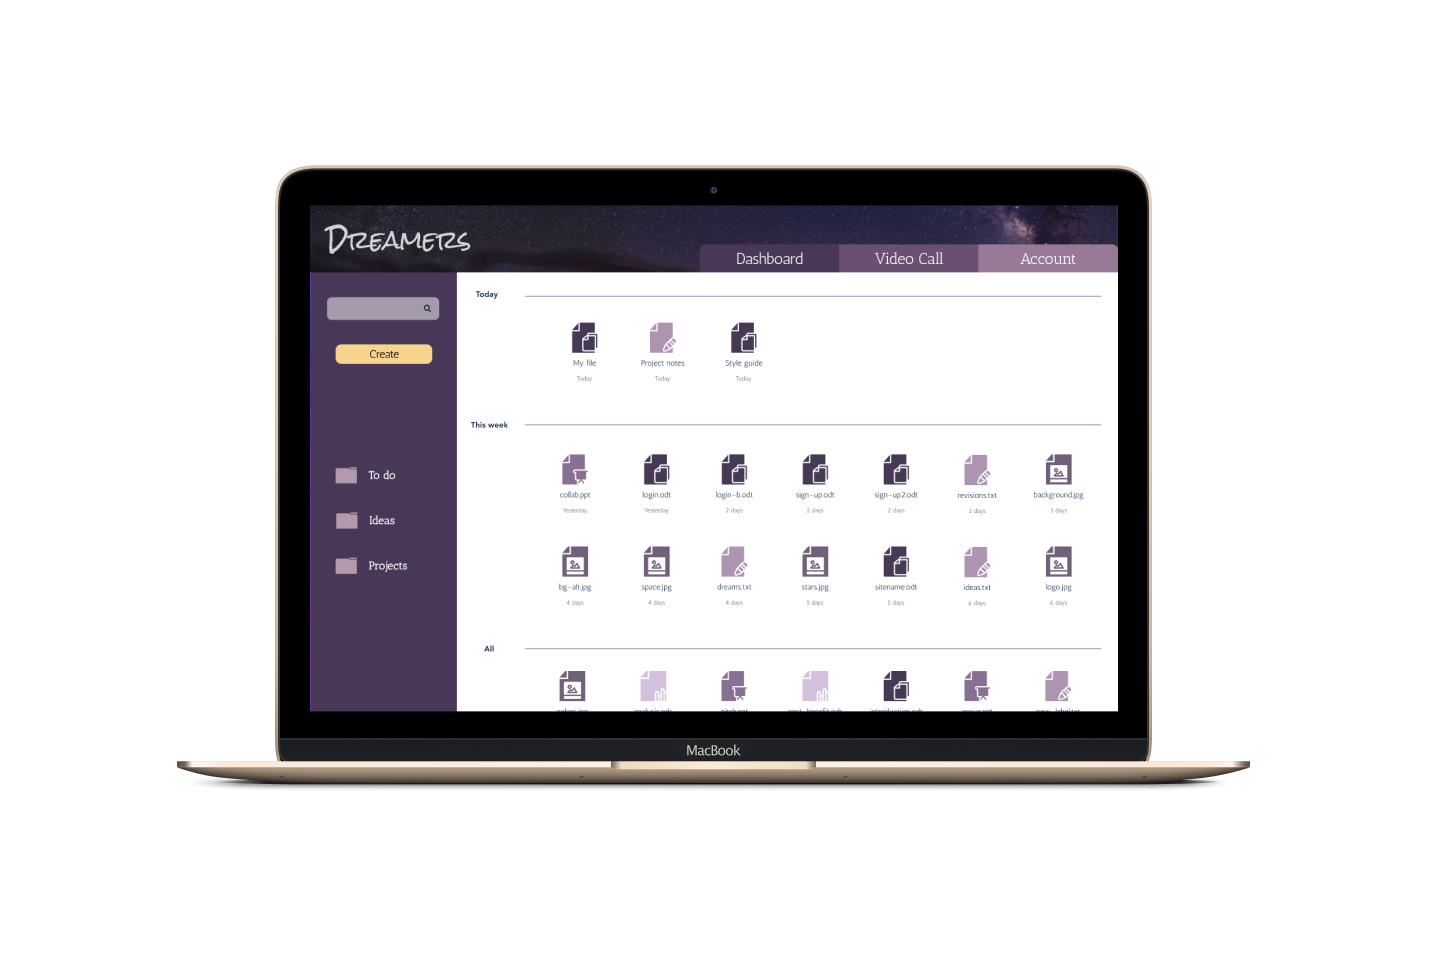 Dreamers
Dashboard Video Call Account
Today
Create
My file Project notes Style guide
Today Today Today
This week
To do
Ideas
Projects
collab.ppt login.odt login-b.odt sign-up.odt sign-up2.odt revisions.txt background.jpg
Yesterday Yesterday 2 days 2 days 2 days 3 days 3 days
bg-alt.jpg space.jpg dreams.txt stars.jpg sitename.odt ideas.txt logo.jpg
4 days 4 days 4 days 5 days 5 days 6 days 6 days
All
MacBook